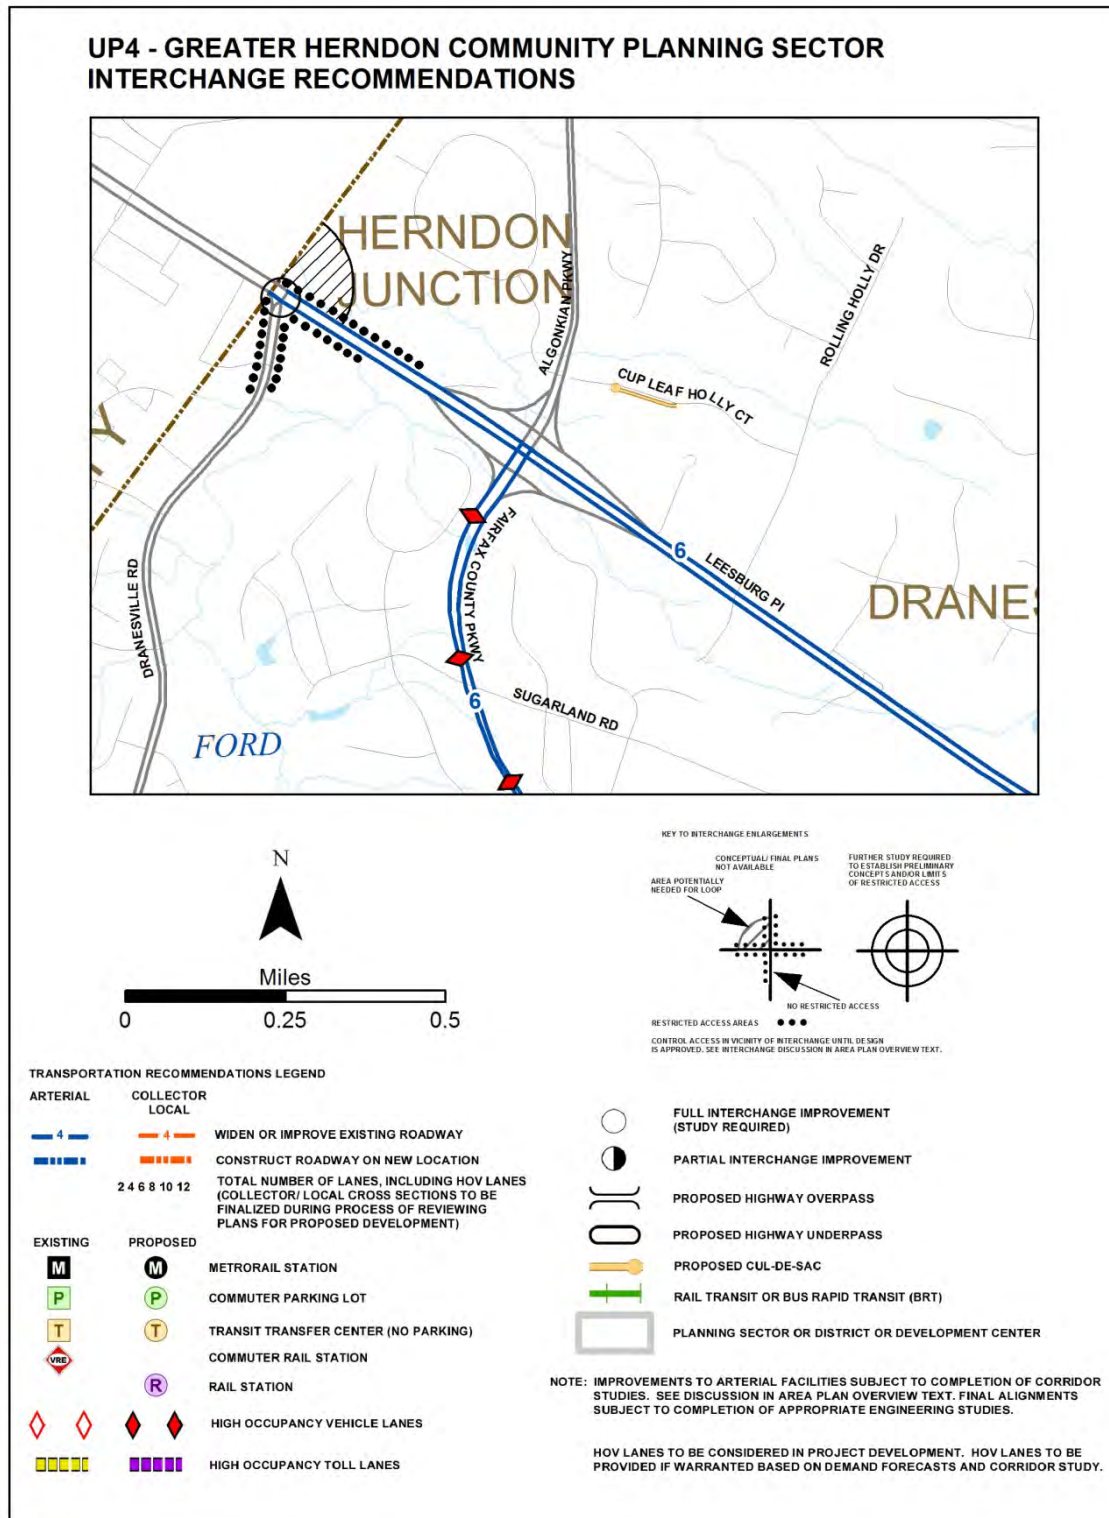 UP4 - GREATER HERNDON COMMUNITY PLANNING SECTOR
INTERCHANGE RECOMMENDATIONS
HERNDON
JUNCTION
ALGONKIAN PKWY
ROLLING HOLLY DR
CUP LEAF HOLLY CT
Y
FAIRFAX COUNTY PKWY
6
LEESBURG PI
DRANES
DRANESVILLE RD
6
SUGARLAND RD
FORD
N
Miles
0 0.25 0.5
KEY TO INTERCHANGE ENLARGEMENTS
CONCEPTUAL/ FINAL PLANS
NOT AVAILABLE
AREA POTENTIALLY
NEEDED FOR LOOP
FURTHER STUDY REQUIRED
TO ESTABLISH PRELIMINARY
CONCEPTS AND/OR LIMITS
OF RESTRICTED ACCESS
NO RESTRICTED ACCESS
RESTRICTED ACCESS AREAS
CONTROL ACCESS IN VICINITY OF INTERCHANGE UNTIL DESIGN
IS APPROVED. SEE INTERCHANGE DISCUSSION IN AREA PLAN OVERVIEW TEXT.
TRANSPORTATION RECOMMENDATIONS LEGEND
ARTERIAL COLLECTOR
LOCAL
4 4 WIDEN OR IMPROVE EXISTING ROADWAY
CONSTRUCT ROADWAY ON NEW LOCATION
2 4 6 8 10 12 TOTAL NUMBER OF LANES, INCLUDING HOV LANES
(COLLECTOR/ LOCAL CROSS SECTIONS TO BE
FINALIZED DURING PROCESS OF REVIEWING
PLANS FOR PROPOSED DEVELOPMENT)
EXISTING PROPOSED
M M METRORAIL STATION
P P COMMUTER PARKING LOT
T T TRANSIT TRANSFER CENTER (NO PARKING)
VRE COMMUTER RAIL STATION
R RAIL STATION
HIGH OCCUPANCY VEHICLE LANES
HIGH OCCUPANCY TOLL LANES
FULL INTERCHANGE IMPROVEMENT
(STUDY REQUIRED)
PARTIAL INTERCHANGE IMPROVEMENT
PROPOSED HIGHWAY OVERPASS
PROPOSED HIGHWAY UNDERPASS
PROPOSED CUL-DE-SAC
RAIL TRANSIT OR BUS RAPID TRANSIT (BRT)
PLANNING SECTOR OR DISTRICT OR DEVELOPMENT CENTER
NOTE: IMPROVEMENTS TO ARTERIAL FACILITIES SUBJECT TO COMPLETION OF CORRIDOR
STUDIES. SEE DISCUSSION IN AREA PLAN OVERVIEW TEXT. FINAL ALIGNMENTS
SUBJECT TO COMPLETION OF APPROPRIATE ENGINEERING STUDIES.
HOV LANES TO BE CONSIDERED IN PROJECT DEVELOPMENT. HOV LANES TO BE
PROVIDED IF WARRANTED BASED ON DEMAND FORECASTS AND CORRIDOR STUDY.